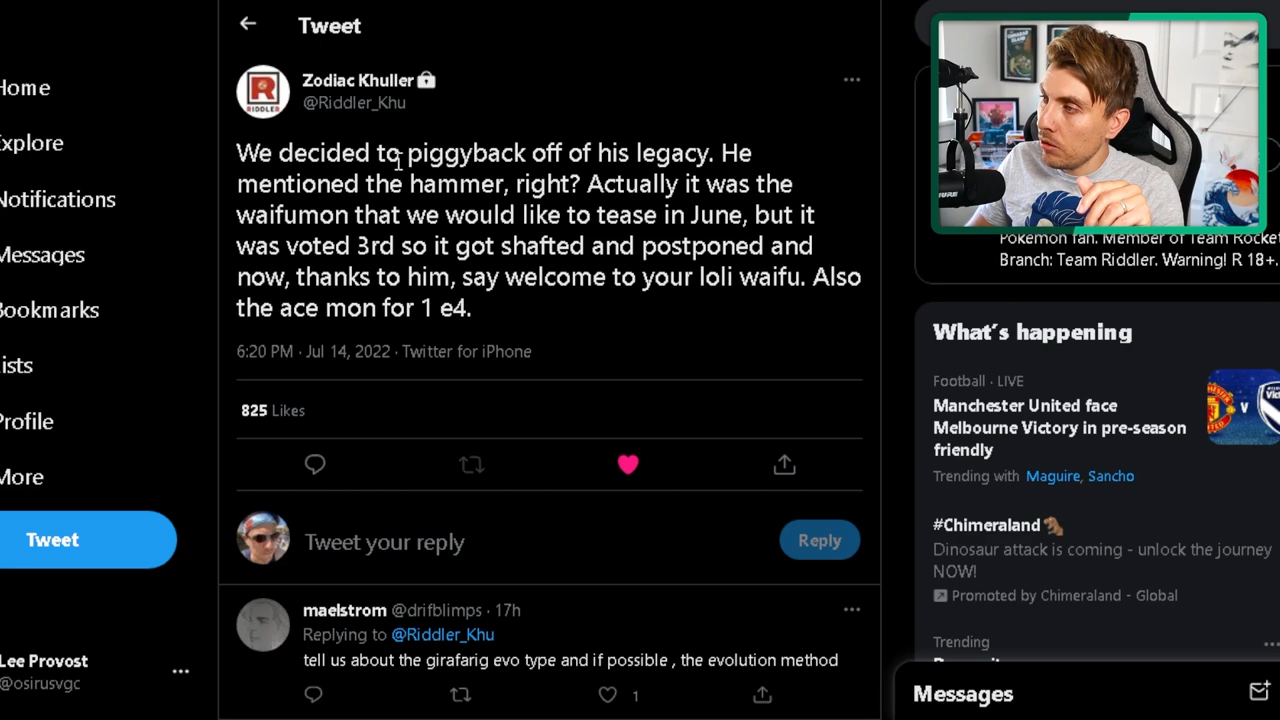 Tweet
Home
Explore
Notifications
Messages
Bookmarks
Lists
Profile
More
Tweet
Lee Provost
@osirusvgc
RIDDLER
Zodiac Khuller
@Riddler_Khu
We decided to piggyback off of his legacy. He
mentioned the hammer, right? Actually it was the
waifumon that we would like to tease in June, but it
was voted 3rd so it got shafted and postponed and
now, thanks to him, say welcome to your loli waifu. Also
the ace mon for 1 e4.
6:20 PM · Jul 14, 2022 · Twitter for iPhone
825 Likes
Tweet your reply
Reply
maelstrom @drifblimps · 17h
Replying to @Riddler_Khu
tell us about the girafarig evo type and if possible , the evolution method
1
Pokemon fan. Member of Team Rocket
Branch: Team Riddler. Warning! R 18+.
What's happening
Football · LIVE
Manchester United face
Melbourne Victory in pre-season
friendly
V
Trending with Maguire, Sancho
#Chimeraland
Dinosaur attack is coming - unlock the journey
NOW!
Promoted by Chimeraland - Global
Trending
Messages